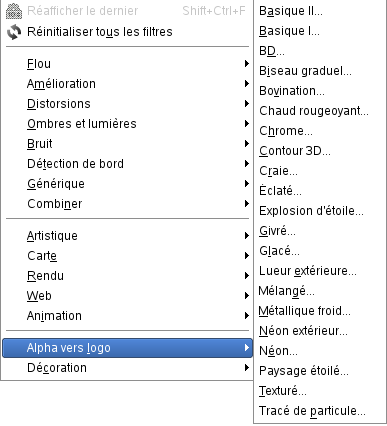 Réafficher le dernier Shift+Ctrl+F
Réinitialiser tous les filtres
Flou
Amélioration
Distorsions
Ombres et lumières
Bruit
Détection de bord
Générique
Combiner
Artistique
Carte
Rendu
Web
Animation
Alpha vers logo
Décoration
Basique II...
Basique I...
BD...
Biseau graduel...
Bovination...
Chaud rougeoyant...
Chrome...
Contour 3D...
Craie...
Éclaté...
Explosion d'étoile...
Givré...
Glacé...
Lueur extérieure...
Mélangé...
Métallique froid...
Néon extérieur...
Néon...
Paysage étoilé...
Texturé...
Tracé de particule...